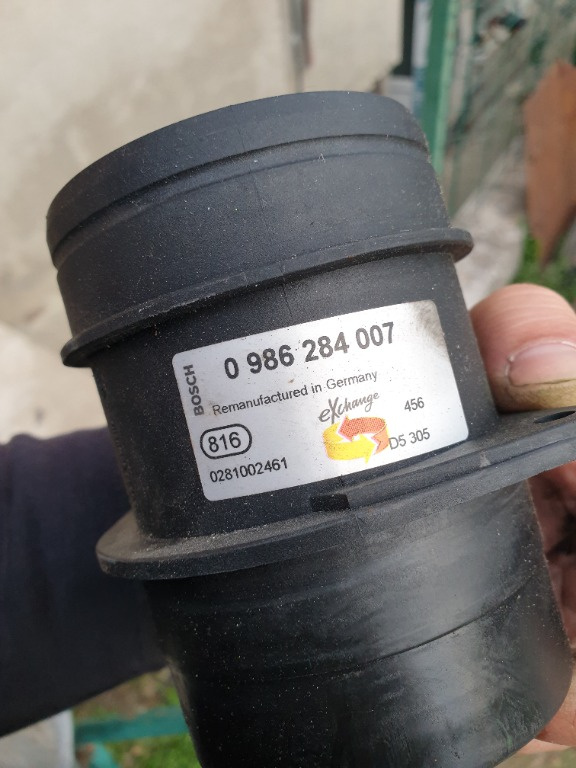 BOSCH
0 986 284 007
Remanufactured in Germany
eXchange
816
456
0281002461
D5 305